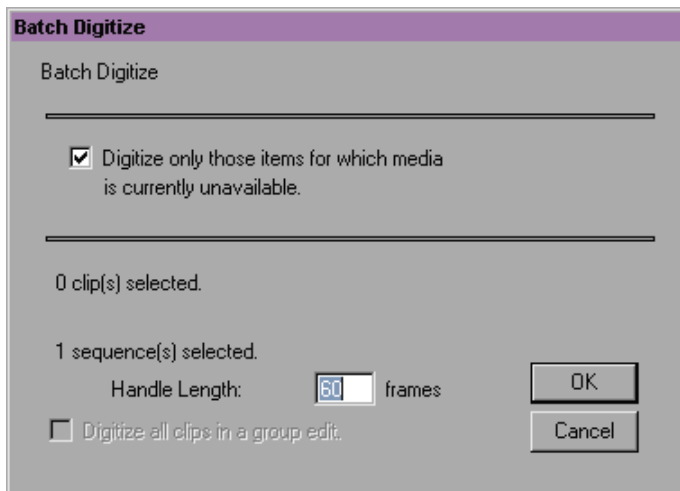 Batch Digitize
Batch Digitize
Digitize only those items for which media
is currently unavailable.
0 clip(s) selected.
1 sequence(s) selected.
Handle Length: 60 frames
OK
Digitize all clips in a group edit.
Cancel